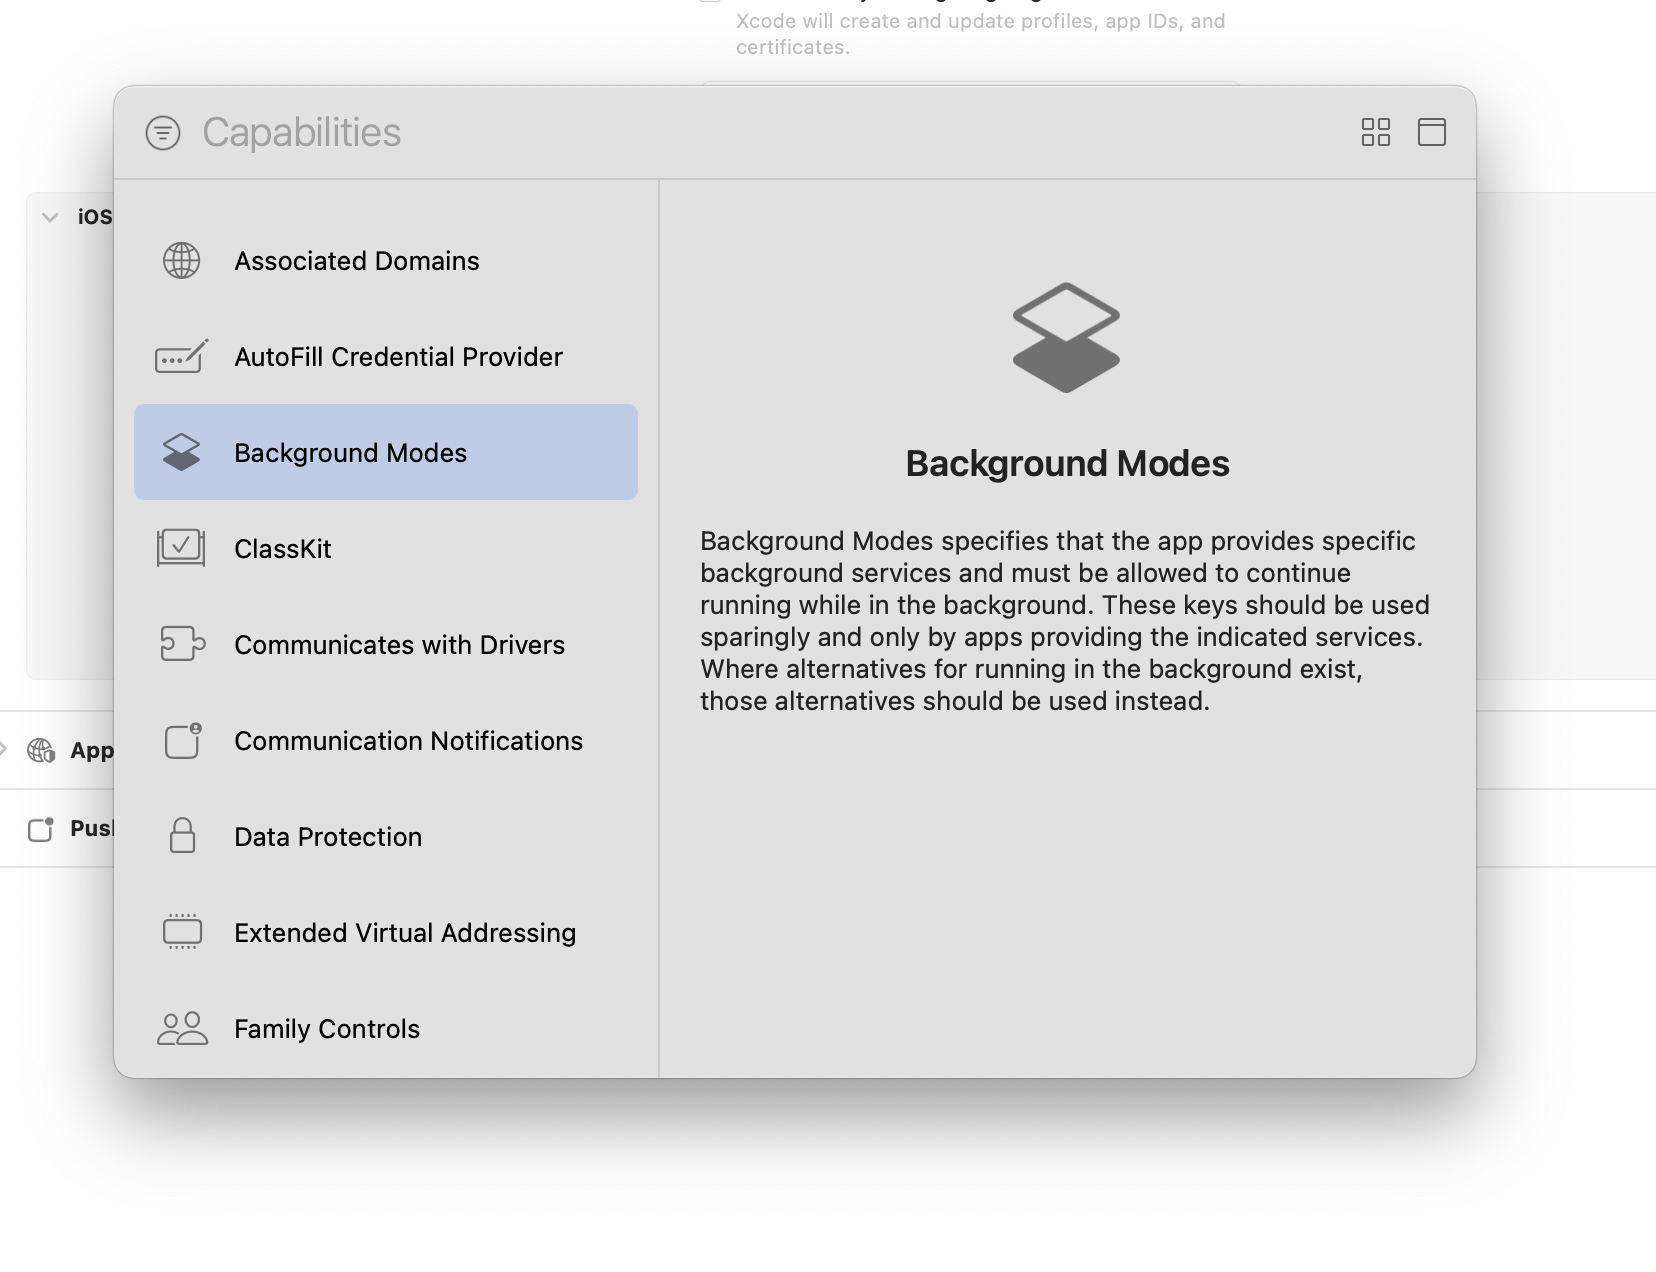 Xcode will create and update profiles, app IDs, and
certificates.
Capabilities
iOS
Associated Domains
AutoFill Credential Provider
Background Modes
ClassKit
Communicates with Drivers
Communication Notifications
Data Protection
Extended Virtual Addressing
Family Controls
Background Modes
Background Modes specifies that the app provides specific
background services and must be allowed to continue
running while in the background. These keys should be used
sparingly and only by apps providing the indicated services.
Where alternatives for running in the background exist,
those alternatives should be used instead.
App